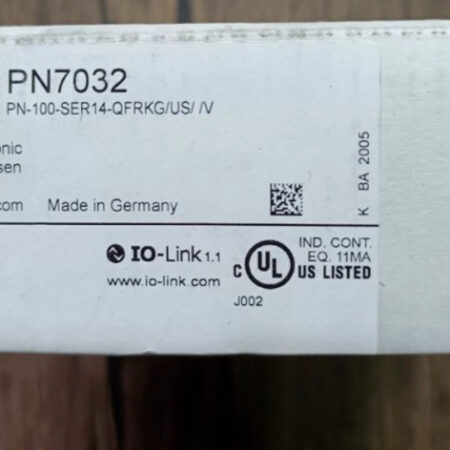 PN7032
PN-100-SER14-QFRKG/US/ /V
onic
sen
.com Made in Germany
K BA 2005
IO-Link 1.1
www.io-link.com
C UL US LISTED
IND. CONT.
EQ. 11MA
J002